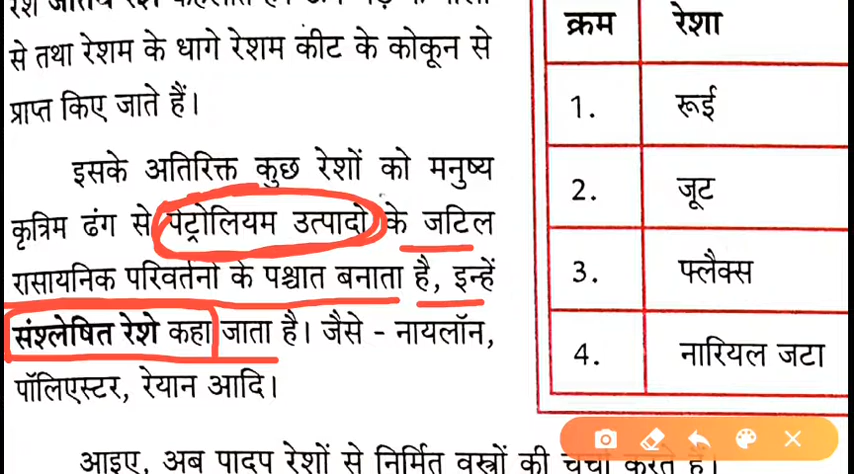 से तथा रेशम के धागे रेशम कीट के कोकून से
प्राप्त किए जाते हैं।
इसके अतिरिक्त कुछ रेशों को मनुष्य
कृत्रिम ढंग से पेट्रोलियम उत्पादों के जटिल
रासायनिक परिवर्तनों के पश्चात बनाता है, इन्हें
संश्लेषित रेशे कहा जाता है। जैसे - नायलॉन,
पॉलिएस्टर, रेयान आदि।
आइए, अब पादप रेशों से निर्मित वस्त्रों की चर्चा करते हैं।
क्रम रेशा
1. रूई
2. जूट
3. फ्लैक्स
4. नारियल जटा